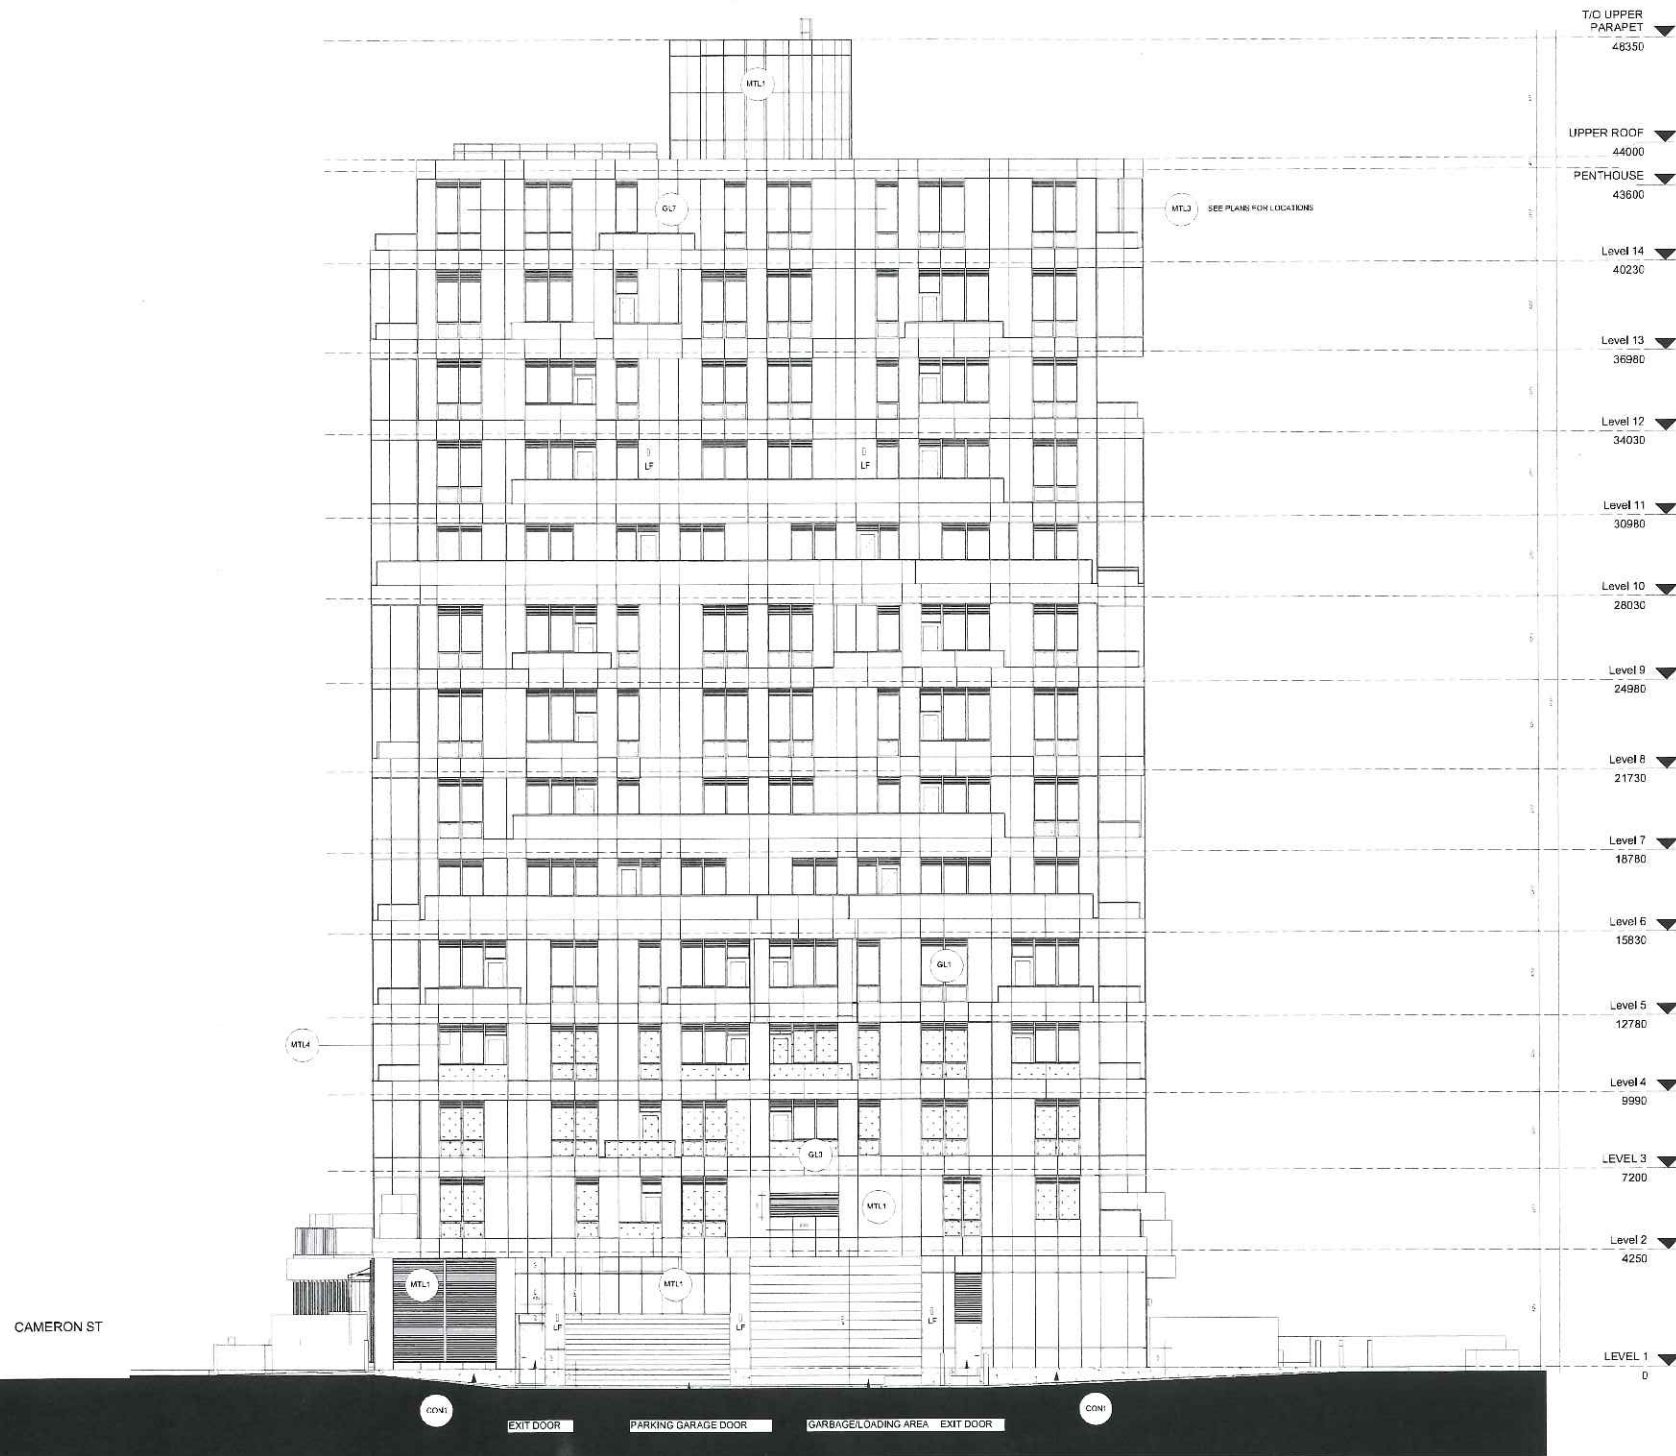 T/O UPPER
PARAPET
48350
MTL1
UPPER ROOF
44000
PENTHOUSE
43600
GL7
MTL3
SEE PLANS FOR LOCATIONS
Level 14
40230
Level 13
36980
Level 12
34030
LF
LF
Level 11
30980
Level 10
28030
Level 9
24980
Level 8
21730
Level 7
18780
Level 6
15830
GL1
Level 5
12780
MTL4
Level 4
9990
GL3
LEVEL 3
7200
MTL1
Level 2
4250
MTL1
MTL1
LF
LF
LF
CAMERON ST
LEVEL 1
0
CON1
CON1
EXIT DOOR
PARKING GARAGE DOOR
GARBAGE/LOADING AREA
EXIT DOOR